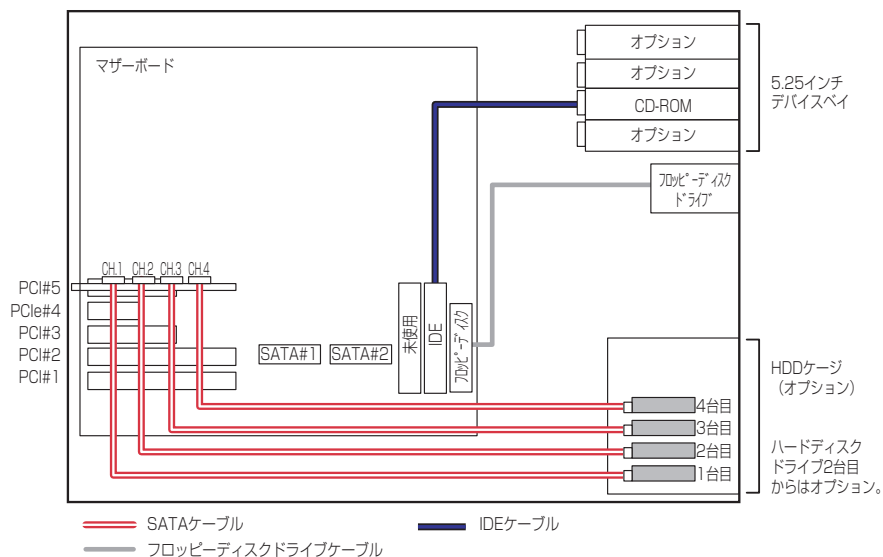 マザーボード
オプション
オプション
CD-ROM
オプション
5.25インチ
デバイスベイ
フロッピーディスク
ドライブ
CH.1 CH.2 CH.3 CH.4
PCI#5
PCIe#4
PCI#3
PCI#2
PCI#1
SATA#1 SATA#2
未使用
IDE
フロッピーディスク
HDDケージ
（オプション）
4台目
3台目
2台目
1台目
ハードディスク
ドライブ2台目
からはオプション。
SATAケーブル
IDEケーブル
フロッピーディスクドライブケーブル